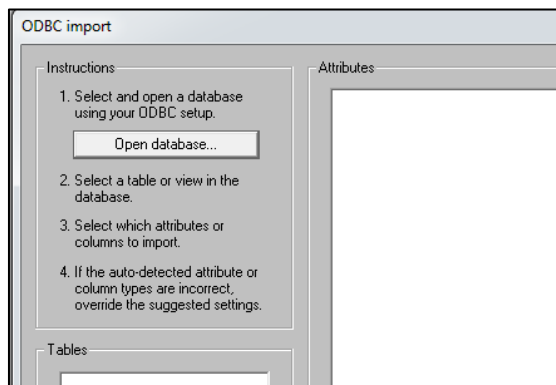 ODBC import
Instructions
1. Select and open a database
using your ODBC setup.
Open database...
2. Select a table or view in the
database.
3. Select which attributes or
columns to import.
4. If the auto-detected attribute or
column types are incorrect,
override the suggested settings.
Tables
Attributes